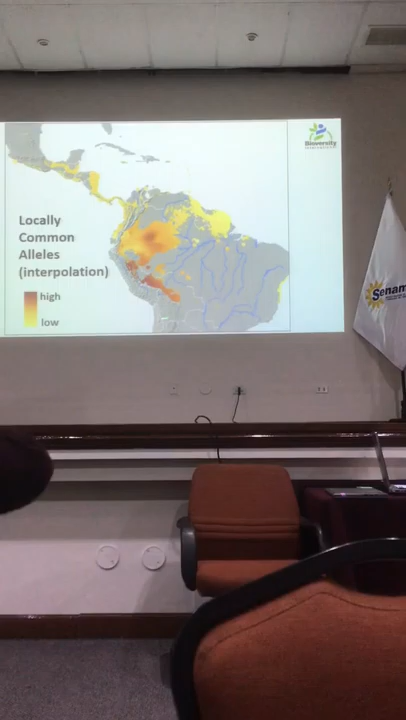 Bioversity
Locally
Common
Alleles
(interpolation)
high
low
Senam